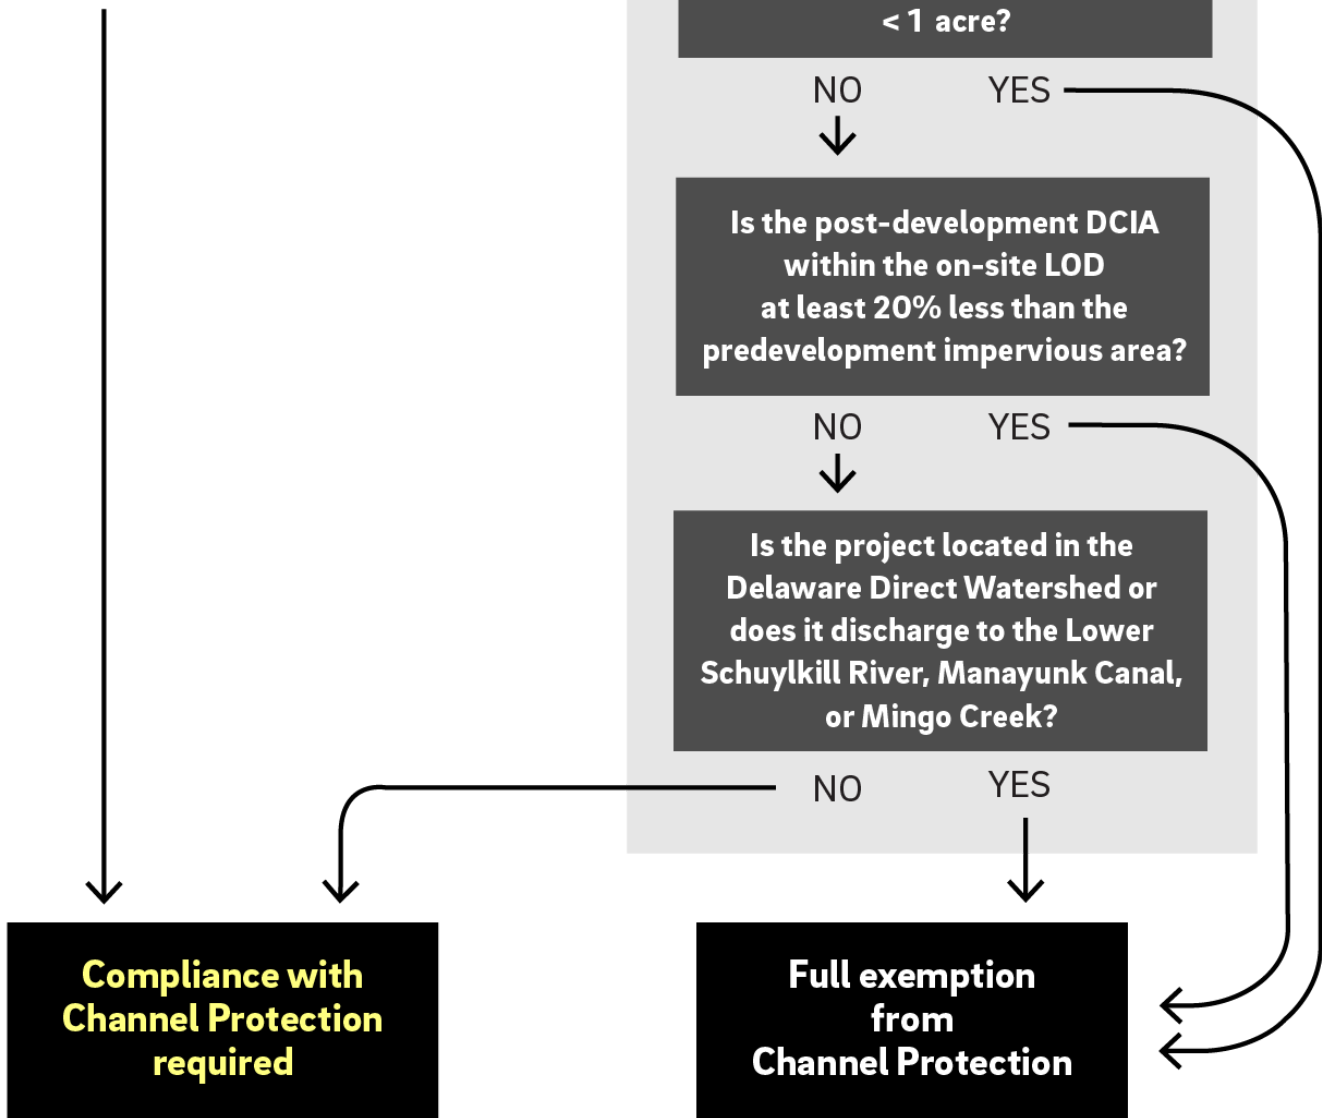 < 1 acre?
NO YES
Is the post-development DCIA
within the on-site LOD
at least 20% less than the
predevelopment impervious area?
NO YES
Is the project located in the
Delaware Direct Watershed or
does it discharge to the Lower
Schuylkill River, Manayunk Canal,
or Mingo Creek?
NO YES
Compliance with
Channel Protection
required
Full exemption
from
Channel Protection